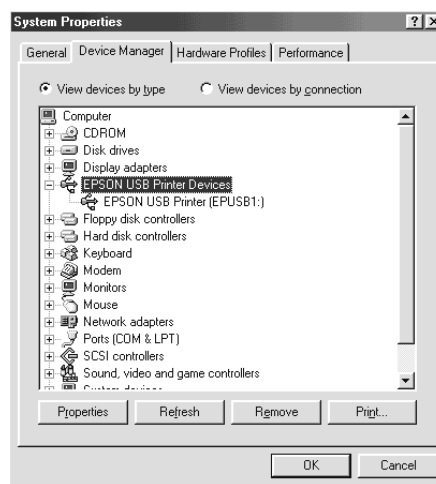 System Properties
General Device Manager Hardware Profiles Performance
View devices by type View devices by connection
Computer
CDROM
Disk drives
Display adapters
EPSON USB Printer Devices
EPSON USB Printer (EPUSB1:)
Floppy disk controllers
Hard disk controllers
Keyboard
Modem
Monitors
Mouse
Network adapters
Ports (COM & LPT)
SCSI controllers
Sound, video and game controllers
System devices
Properties Refresh Remove Print...
OK Cancel